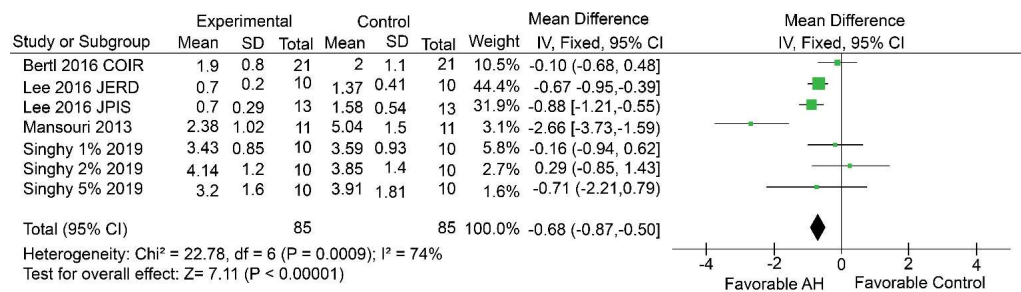 Experimental Control Mean Difference Mean Difference
Study or Subgroup Mean SD Total Mean SD Total Weight IV, Fixed, 95% CI IV, Fixed, 95% CI
Bertl 2016 COIR 1.9 0.8 21 2 1.1 21 10.5% -0.10 (-0.68, 0.48]
Lee 2016 JERD 0.7 0.2 10 1.37 0.41 10 44.4% -0.67 -0.95,-0.39]
Lee 2016 JPIS 0.7 0.29 13 1.58 0.54 13 31.9% -0.88 [-1.21,-0.55]
Mansouri 2013 2.38 1.02 11 5.04 1.5 11 3.1% -2.66 [-3.73,-1.59]
Singhy 1% 2019 3.43 0.85 10 3.59 0.93 10 5.8% -0.16 (-0.94, 0.62]
Singhy 2% 2019 4.14 1.2 10 3.85 1.4 10 2.7% 0.29 (-0.85, 1.43]
Singhy 5% 2019 3.2 1.6 10 3.91 1.81 10 1.6% -0.71 (-2.21,0.79]
Total (95% CI) 85 85 100.0% -0.68 (-0.87,-0.50]
Heterogeneity: Chi² = 22.78, df = 6 (P = 0.0009); I² = 74%
Test for overall effect: Z= 7.11 (P < 0.00001)
-4 -2 0 2 4
Favorable AH Favorable Control